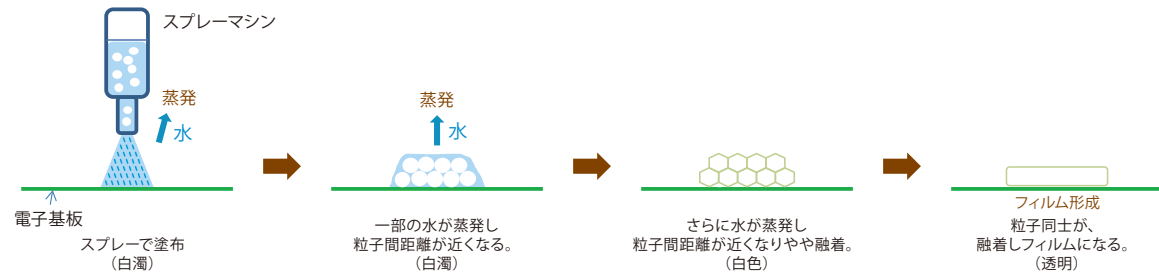 スプレーマシン
蒸発
水
電子基板
スプレーで塗布
（白濁）
蒸発
水
一部の水が蒸発し
粒子間距離が近くなる。
（白濁）
さらに水が蒸発し
粒子間距離が近くなりやや融着。
（白色）
フィルム形成
粒子同士が、
融着しフィルムになる。
（透明）